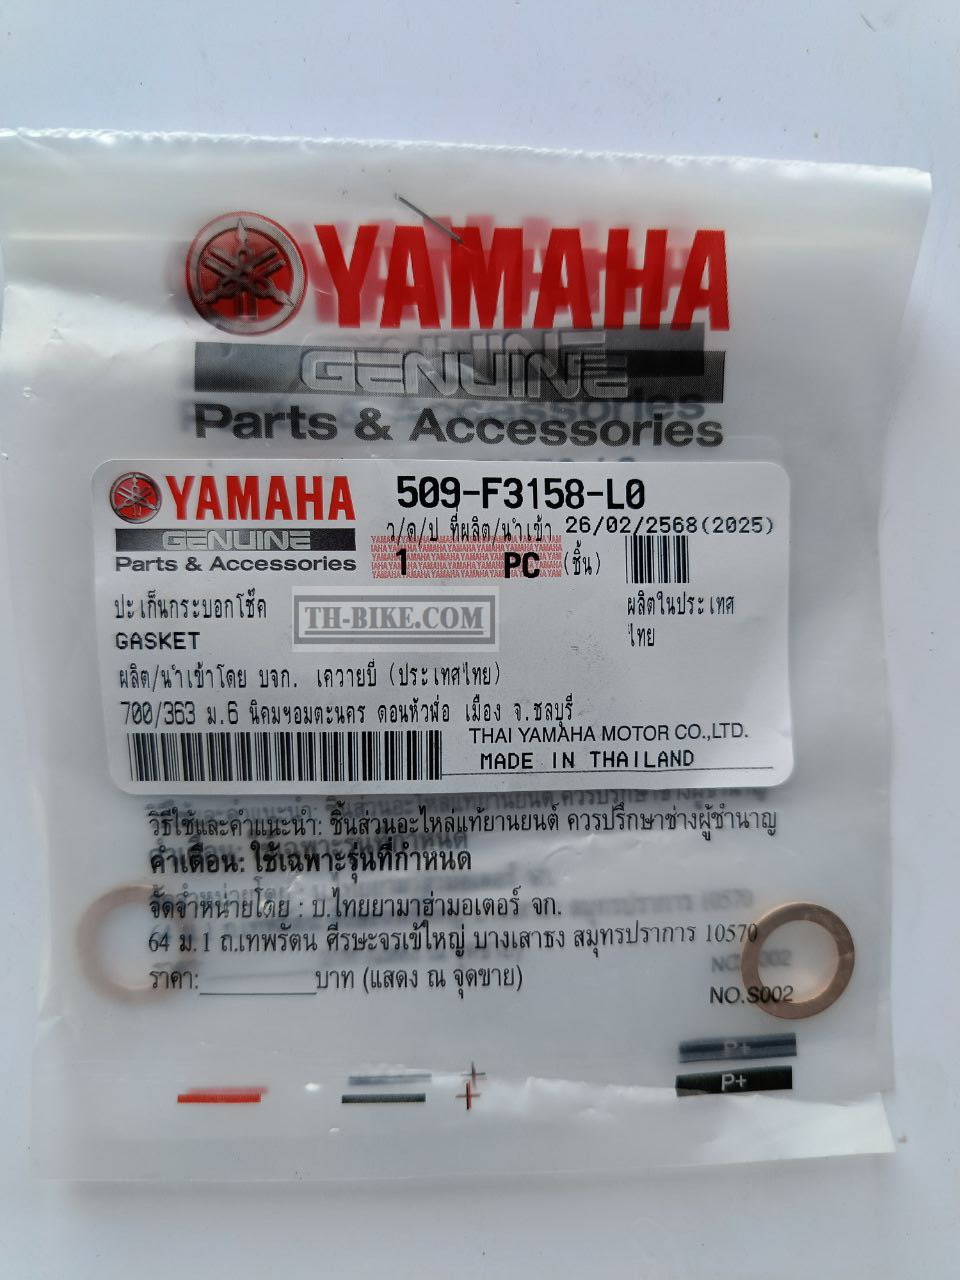 YAMAHA
GENUINE
Parts & Accessories
YAMAHA
GENUINE
Parts & Accessories
509-F3158-L0
ว/ด/ป ที่ผลิต/นำเข้า 26/02/2568(2025)
1 PC (ชิ้น)
ปะเก็นกระบอกโช๊ค
GASKET
TH-BIKE.COM
ผลิตในประเทศ
ไทย
ผลิต/นำเข้าโดย บจก. เควายบี (ประเทศไทย)
700/363 ม.6 นิคมฯอมตะนคร ดอนหัวฬ่อ เมือง จ.ชลบุรี
THAI YAMAHA MOTOR CO.,LTD.
MADE IN THAILAND
วิธีใช้และคำแนะนำ: ชิ้นส่วนอะไหล่แท้ยานยนต์ ควรปรึกษาช่างผู้ชำนาญ
คำเตือน: ใช้เฉพาะรุ่นที่กำหนด
จัดจำหน่ายโดย : บ.ไทยยามาฮ่ามอเตอร์ จก.
64 ม.1 ถ.เทพรัตน ศีรษะจรเข้ใหญ่ บางเสาธง สมุทรปราการ 10570
ราคา:____________บาท (แสดง ณ จุดขาย)
NO.S002
P+
P+